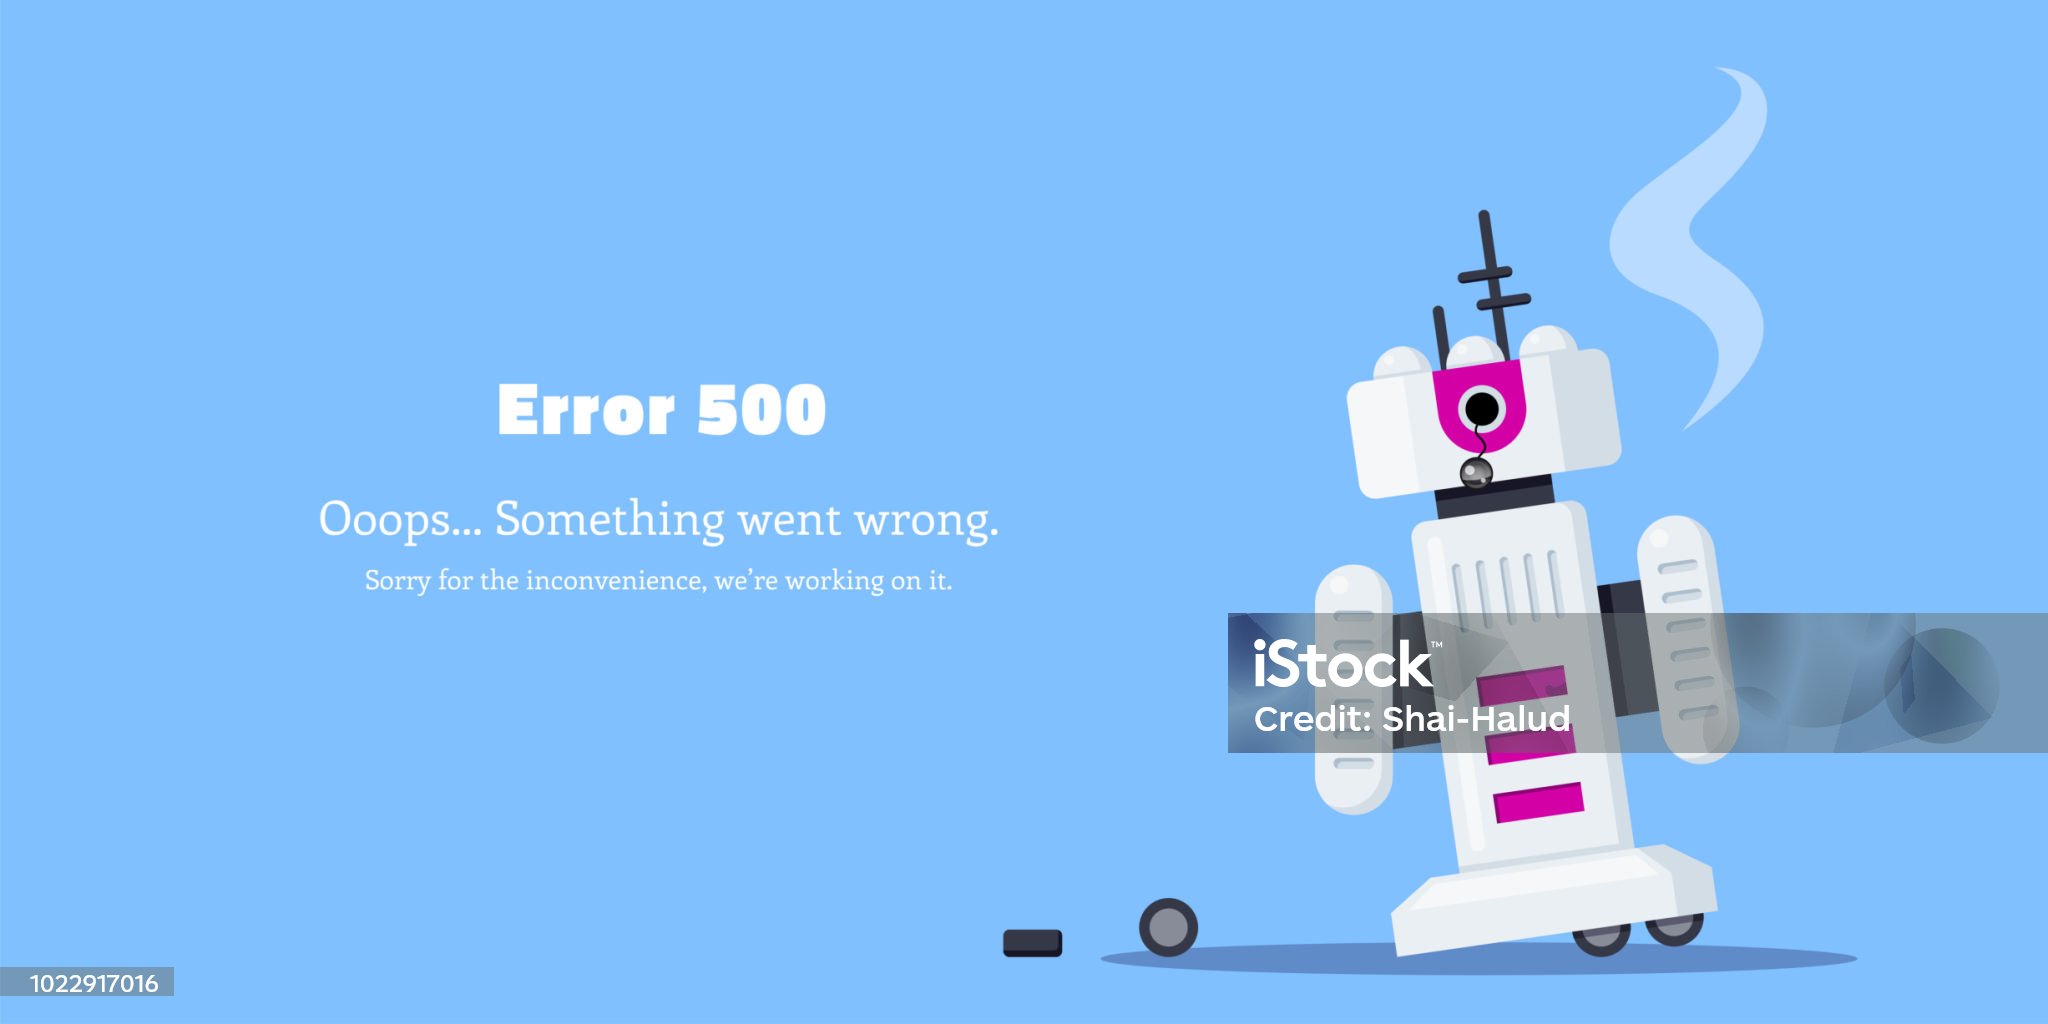 Error 500
Ooops... Something went wrong.
Sorry for the inconvenience, we’re working on it.
iStock™
Credit: Shai-Halud
1022917016